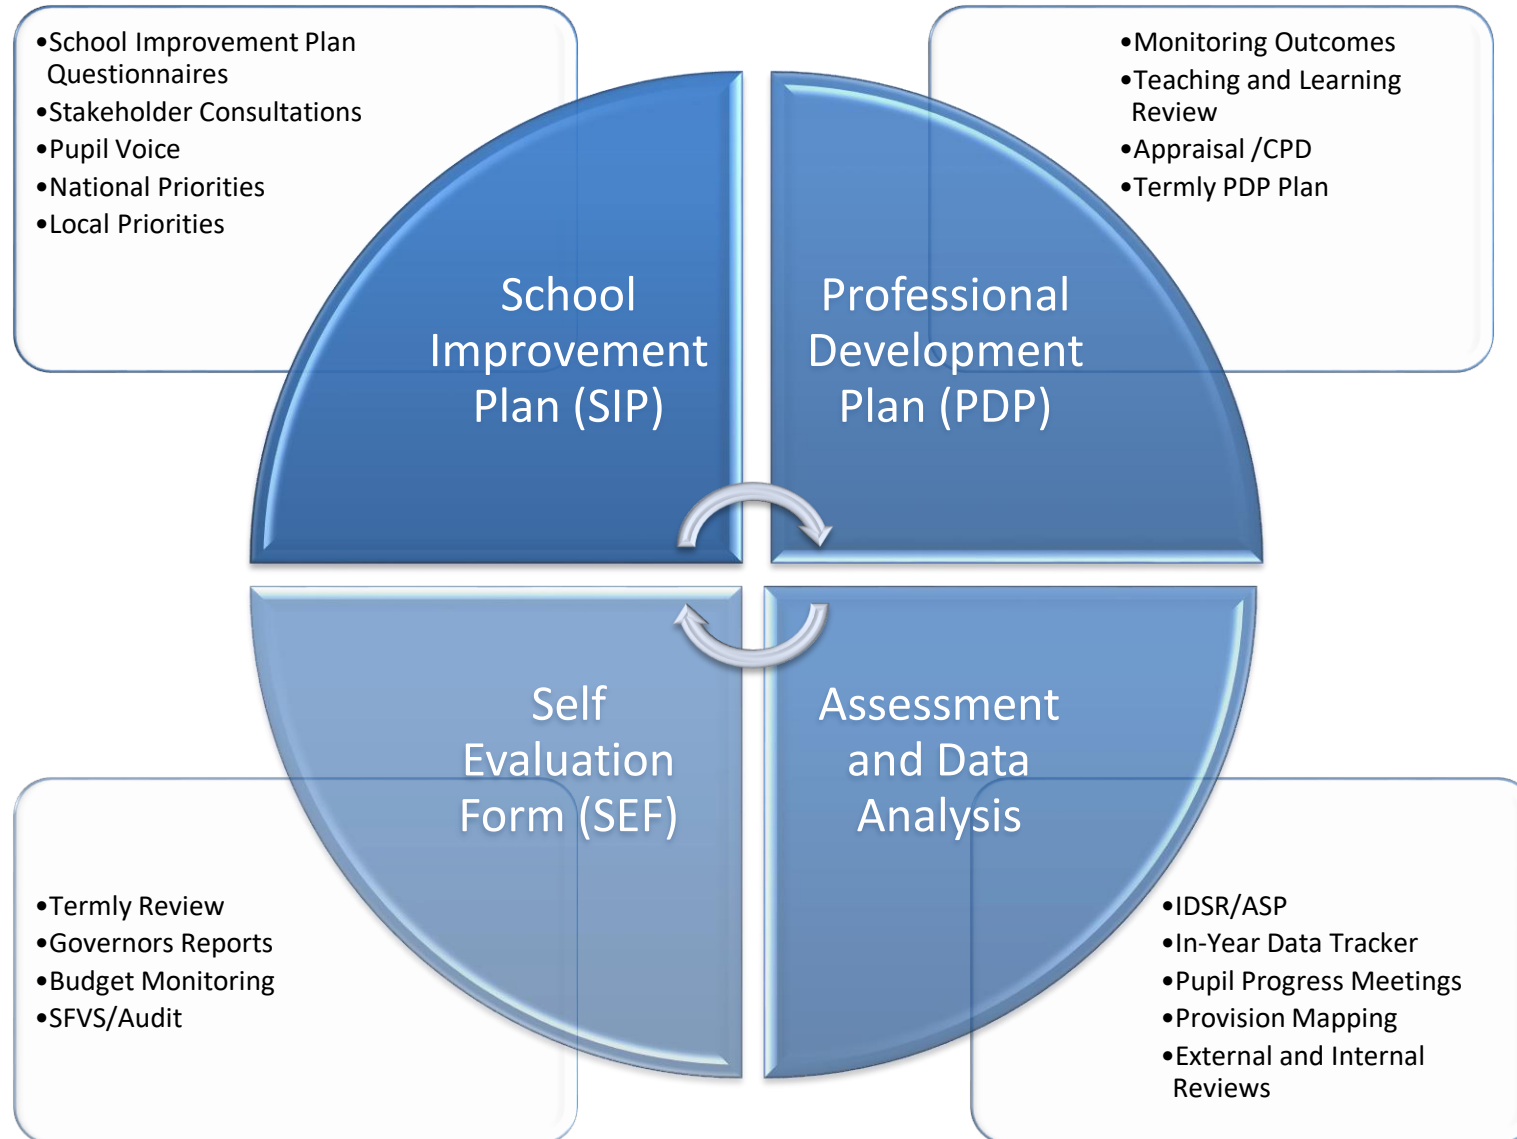 •School Improvement Plan
Questionnaires
•Stakeholder Consultations
•Pupil Voice
•National Priorities
•Local Priorities
•Monitoring Outcomes
•Teaching and Learning
Review
•Appraisal /CPD
•Termly PDP Plan
School
Improvement
Plan (SIP)
Professional
Development
Plan (PDP)
Self
Evaluation
Form (SEF)
Assessment
and Data
Analysis
•Termly Review
•Governors Reports
•Budget Monitoring
•SFVS/Audit
•IDSR/ASP
•In-Year Data Tracker
•Pupil Progress Meetings
•Provision Mapping
•External and Internal
Reviews